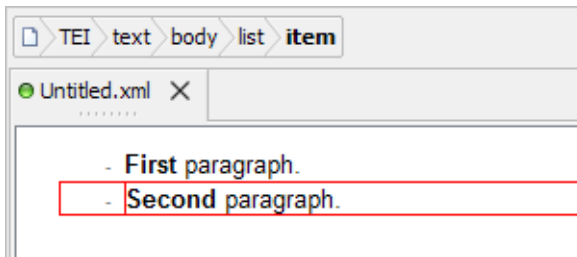 TEI text body list item
Untitled.xml
- First paragraph.
- Second paragraph.